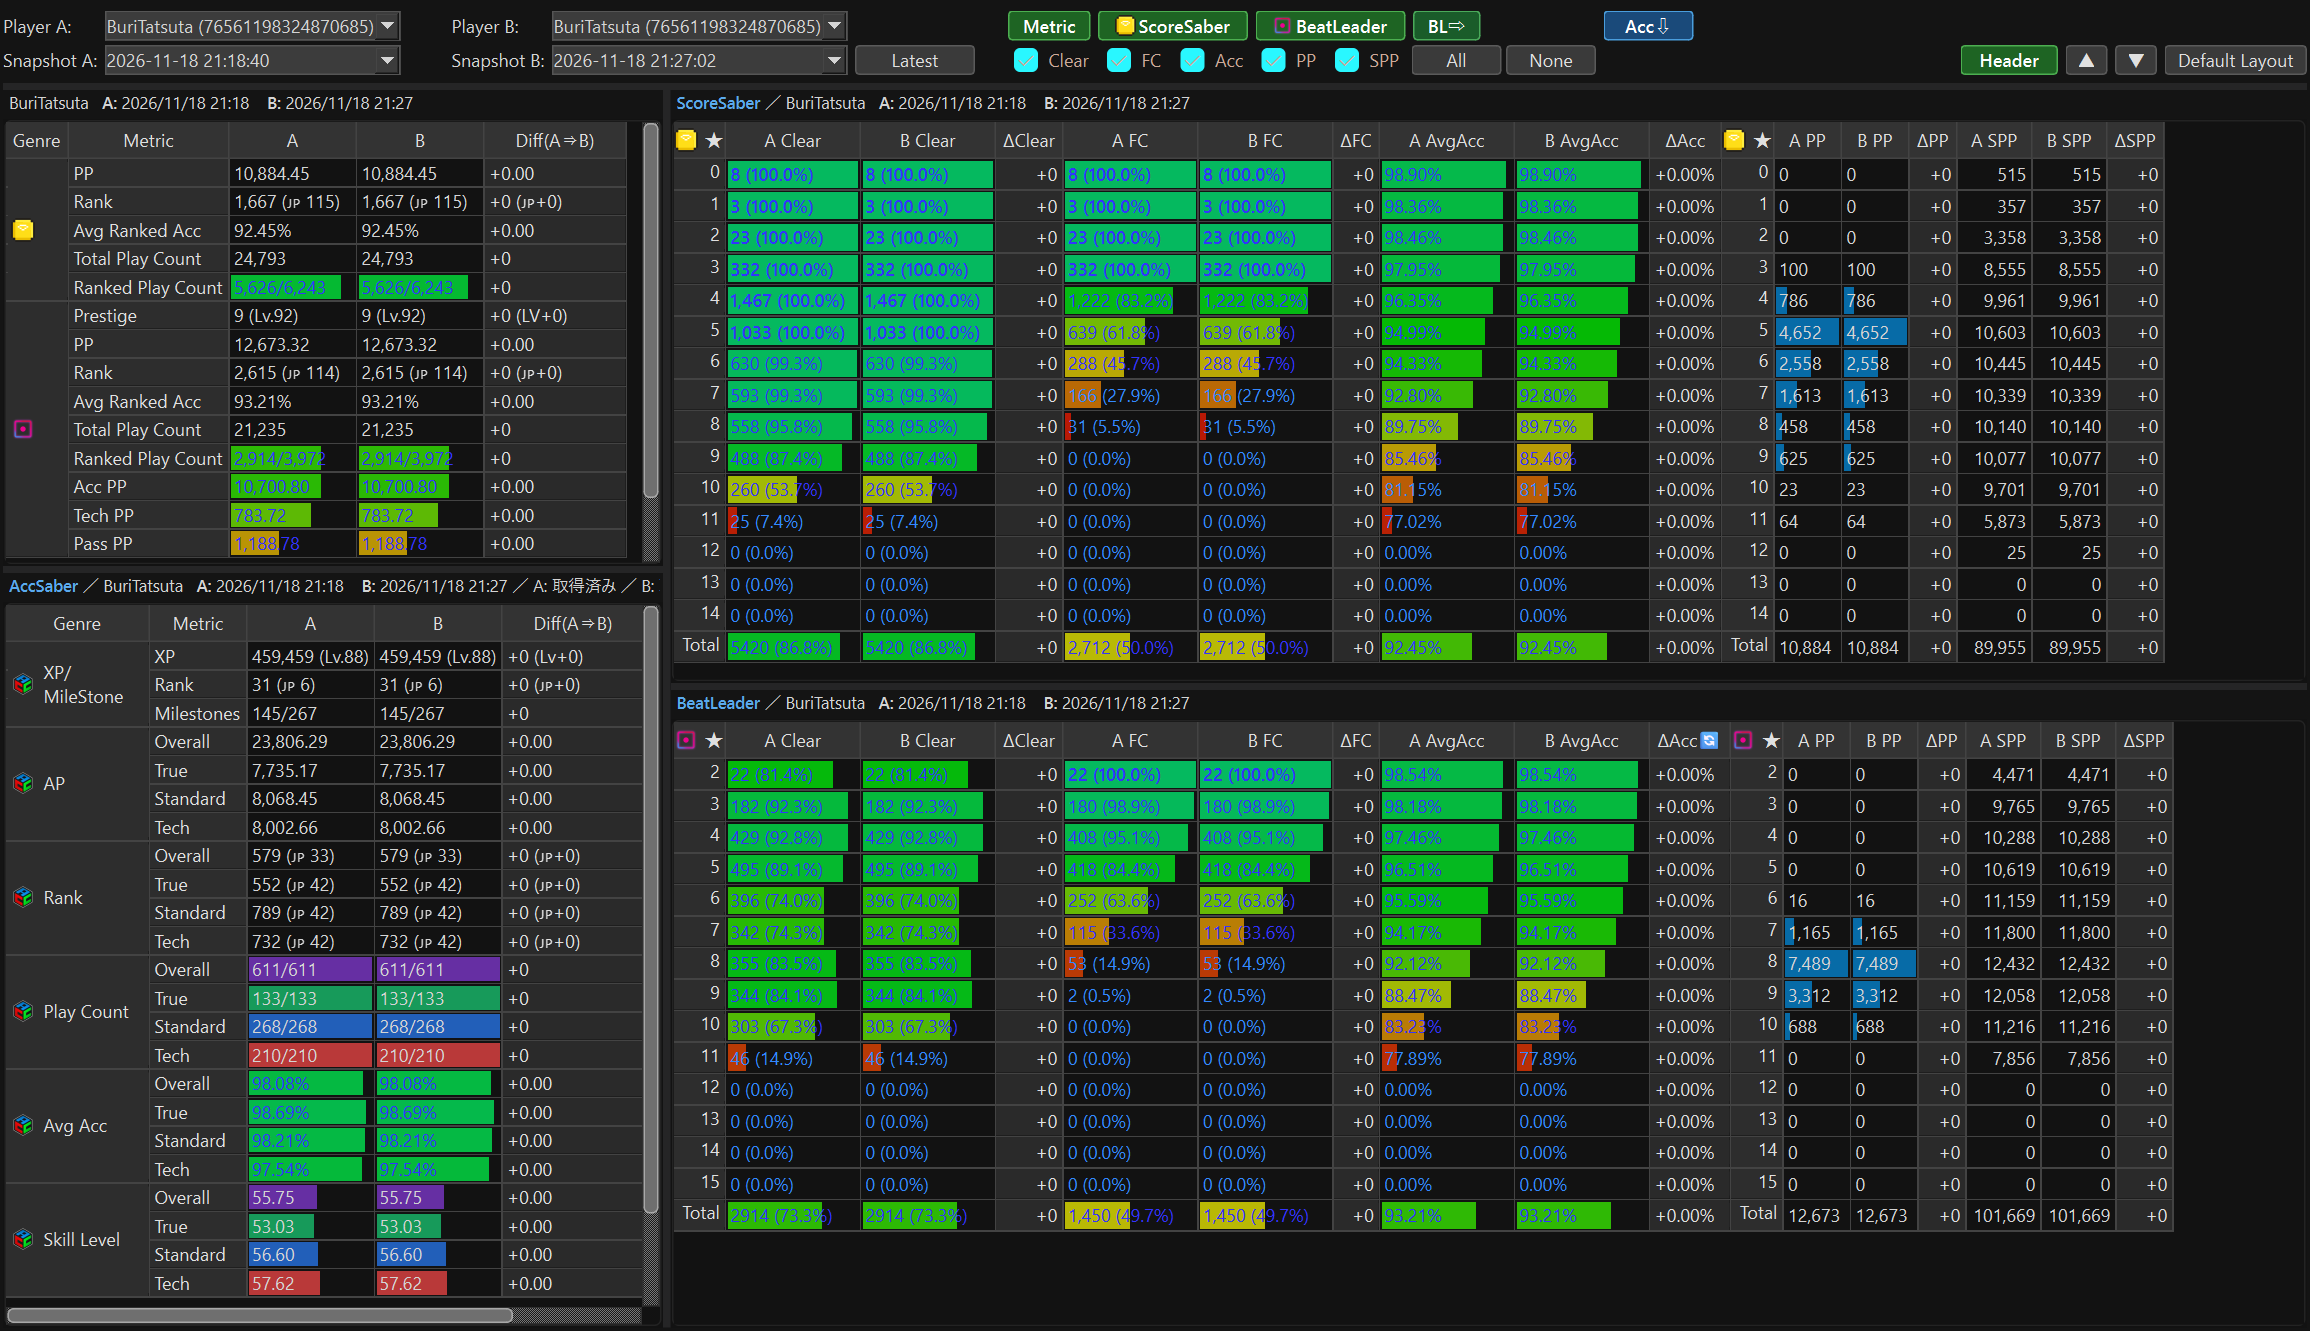 Player A: BuriTatsuta (76561198324870685) Player B: BuriTatsuta (76561198324870685) Metric ScoreSaber BeatLeader BL⇨ Acc⇩
Snapshot A: 2026-11-18 21:18:40 Snapshot B: 2026-11-18 21:27:02 Latest Clear FC Acc PP SPP All None Header ▲ ▼ Default Layout
BuriTatsuta A: 2026/11/18 21:18 B: 2026/11/18 21:27
Genre Metric A B Diff(A⇒B)
PP 10,884.45 10,884.45 +0.00
Rank 1,667 (JP 115) 1,667 (JP 115) +0 (JP+0)
Avg Ranked Acc 92.45% 92.45% +0.00
Total Play Count 24,793 24,793 +0
Ranked Play Count 5,626/6,243 5,626/6,243 +0
Prestige 9 (Lv.92) 9 (Lv.92) +0 (LV+0)
PP 12,673.32 12,673.32 +0.00
Rank 2,615 (JP 114) 2,615 (JP 114) +0 (JP+0)
Avg Ranked Acc 93.21% 93.21% +0.00
Total Play Count 21,235 21,235 +0
Ranked Play Count 2,914/3,972 2,914/3,972 +0
Acc PP 10,700.80 10,700.80 +0.00
Tech PP 783.72 783.72 +0.00
Pass PP 1,188.78 1,188.78 +0.00
AccSaber ／ BuriTatsuta A: 2026/11/18 21:18 B: 2026/11/18 21:27 ／ A: 取得済み ／ B:
Genre Metric A B Diff(A⇒B)
XP/
MileStone
XP 459,459 (Lv.88) 459,459 (Lv.88) +0 (Lv+0)
Rank 31 (JP 6) 31 (JP 6) +0 (JP+0)
Milestones 145/267 145/267 +0
AP
Overall 23,806.29 23,806.29 +0.00
True 7,735.17 7,735.17 +0.00
Standard 8,068.45 8,068.45 +0.00
Tech 8,002.66 8,002.66 +0.00
Rank
Overall 579 (JP 33) 579 (JP 33) +0 (JP+0)
True 552 (JP 42) 552 (JP 42) +0 (JP+0)
Standard 789 (JP 42) 789 (JP 42) +0 (JP+0)
Tech 732 (JP 42) 732 (JP 42) +0 (JP+0)
Play Count
Overall 611/611 611/611 +0
True 133/133 133/133 +0
Standard 268/268 268/268 +0
Tech 210/210 210/210 +0
Avg Acc
Overall 98.08% 98.08% +0.00
True 98.69% 98.69% +0.00
Standard 98.21% 98.21% +0.00
Tech 97.54% 97.54% +0.00
Skill Level
Overall 55.75 55.75 +0.00
True 53.03 53.03 +0.00
Standard 56.60 56.60 +0.00
Tech 57.62 57.62 +0.00
ScoreSaber ／ BuriTatsuta A: 2026/11/18 21:18 B: 2026/11/18 21:27
★ A Clear B Clear ΔClear A FC B FC ΔFC A AvgAcc B AvgAcc ΔAcc ★ A PP B PP ΔPP A SPP B SPP ΔSPP
0 8 (100.0%) 8 (100.0%) +0 8 (100.0%) 8 (100.0%) +0 98.90% 98.90% +0.00% 0 0 0 +0 515 515 +0
1 3 (100.0%) 3 (100.0%) +0 3 (100.0%) 3 (100.0%) +0 98.36% 98.36% +0.00% 1 0 0 +0 357 357 +0
2 23 (100.0%) 23 (100.0%) +0 23 (100.0%) 23 (100.0%) +0 98.46% 98.46% +0.00% 2 0 0 +0 3,358 3,358 +0
3 332 (100.0%) 332 (100.0%) +0 332 (100.0%) 332 (100.0%) +0 97.95% 97.95% +0.00% 3 100 100 +0 8,555 8,555 +0
4 1,467 (100.0%) 1,467 (100.0%) +0 1,222 (83.2%) 1,222 (83.2%) +0 96.35% 96.35% +0.00% 4 786 786 +0 9,961 9,961 +0
5 1,033 (100.0%) 1,033 (100.0%) +0 639 (61.8%) 639 (61.8%) +0 94.99% 94.99% +0.00% 5 4,652 4,652 +0 10,603 10,603 +0
6 630 (99.3%) 630 (99.3%) +0 288 (45.7%) 288 (45.7%) +0 94.33% 94.33% +0.00% 6 2,558 2,558 +0 10,445 10,445 +0
7 593 (99.3%) 593 (99.3%) +0 166 (27.9%) 166 (27.9%) +0 92.80% 92.80% +0.00% 7 1,613 1,613 +0 10,339 10,339 +0
8 558 (95.8%) 558 (95.8%) +0 31 (5.5%) 31 (5.5%) +0 89.75% 89.75% +0.00% 8 458 458 +0 10,140 10,140 +0
9 488 (87.4%) 488 (87.4%) +0 0 (0.0%) 0 (0.0%) +0 85.46% 85.46% +0.00% 9 625 625 +0 10,077 10,077 +0
10 260 (53.7%) 260 (53.7%) +0 0 (0.0%) 0 (0.0%) +0 81.15% 81.15% +0.00% 10 23 23 +0 9,701 9,701 +0
11 25 (7.4%) 25 (7.4%) +0 0 (0.0%) 0 (0.0%) +0 77.02% 77.02% +0.00% 11 64 64 +0 5,873 5,873 +0
12 0 (0.0%) 0 (0.0%) +0 0 (0.0%) 0 (0.0%) +0 0.00% 0.00% +0.00% 12 0 0 +0 25 25 +0
13 0 (0.0%) 0 (0.0%) +0 0 (0.0%) 0 (0.0%) +0 0.00% 0.00% +0.00% 13 0 0 +0 0 0 +0
14 0 (0.0%) 0 (0.0%) +0 0 (0.0%) 0 (0.0%) +0 0.00% 0.00% +0.00% 14 0 0 +0 0 0 +0
Total 5420 (86.8%) 5420 (86.8%) +0 2,712 (50.0%) 2,712 (50.0%) +0 92.45% 92.45% +0.00% Total 10,884 10,884 +0 89,955 89,955 +0
BeatLeader ／ BuriTatsuta A: 2026/11/18 21:18 B: 2026/11/18 21:27
★ A Clear B Clear ΔClear A FC B FC ΔFC A AvgAcc B AvgAcc ΔAcc ★ A PP B PP ΔPP A SPP B SPP ΔSPP
2 22 (81.4%) 22 (81.4%) +0 22 (100.0%) 22 (100.0%) +0 98.54% 98.54% +0.00% 2 0 0 +0 4,471 4,471 +0
3 182 (92.3%) 182 (92.3%) +0 180 (98.9%) 180 (98.9%) +0 98.18% 98.18% +0.00% 3 0 0 +0 9,765 9,765 +0
4 429 (92.8%) 429 (92.8%) +0 408 (95.1%) 408 (95.1%) +0 97.46% 97.46% +0.00% 4 0 0 +0 10,288 10,288 +0
5 495 (89.1%) 495 (89.1%) +0 418 (84.4%) 418 (84.4%) +0 96.51% 96.51% +0.00% 5 0 0 +0 10,619 10,619 +0
6 396 (74.0%) 396 (74.0%) +0 252 (63.6%) 252 (63.6%) +0 95.59% 95.59% +0.00% 6 16 16 +0 11,159 11,159 +0
7 342 (74.3%) 342 (74.3%) +0 115 (33.6%) 115 (33.6%) +0 94.17% 94.17% +0.00% 7 1,165 1,165 +0 11,800 11,800 +0
8 355 (83.5%) 355 (83.5%) +0 53 (14.9%) 53 (14.9%) +0 92.12% 92.12% +0.00% 8 7,489 7,489 +0 12,432 12,432 +0
9 344 (84.1%) 344 (84.1%) +0 2 (0.5%) 2 (0.5%) +0 88.47% 88.47% +0.00% 9 3,312 3,312 +0 12,058 12,058 +0
10 303 (67.3%) 303 (67.3%) +0 0 (0.0%) 0 (0.0%) +0 83.23% 83.23% +0.00% 10 688 688 +0 11,216 11,216 +0
11 46 (14.9%) 46 (14.9%) +0 0 (0.0%) 0 (0.0%) +0 77.89% 77.89% +0.00% 11 0 0 +0 7,856 7,856 +0
12 0 (0.0%) 0 (0.0%) +0 0 (0.0%) 0 (0.0%) +0 0.00% 0.00% +0.00% 12 0 0 +0 0 0 +0
13 0 (0.0%) 0 (0.0%) +0 0 (0.0%) 0 (0.0%) +0 0.00% 0.00% +0.00% 13 0 0 +0 0 0 +0
14 0 (0.0%) 0 (0.0%) +0 0 (0.0%) 0 (0.0%) +0 0.00% 0.00% +0.00% 14 0 0 +0 0 0 +0
15 0 (0.0%) 0 (0.0%) +0 0 (0.0%) 0 (0.0%) +0 0.00% 0.00% +0.00% 15 0 0 +0 0 0 +0
Total 2914 (73.3%) 2914 (73.3%) +0 1,450 (49.7%) 1,450 (49.7%) +0 93.21% 93.21% +0.00% Total 12,673 12,673 +0 101,669 101,669 +0